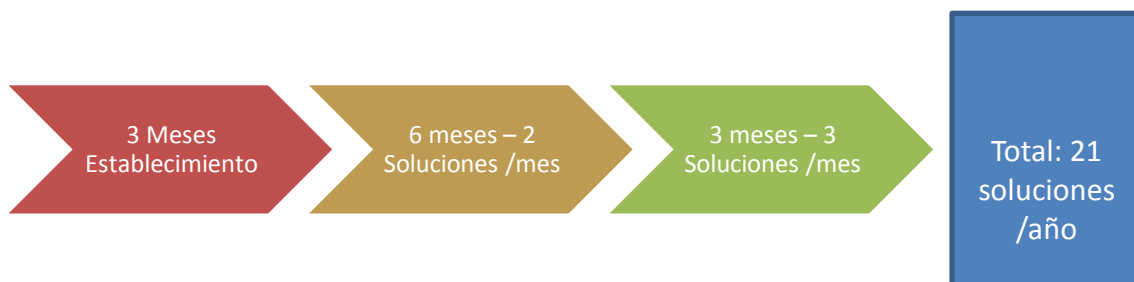 3 Meses
Establecimiento
6 meses – 2
Soluciones /mes
3 meses – 3
Soluciones /mes
Total: 21
soluciones
/año